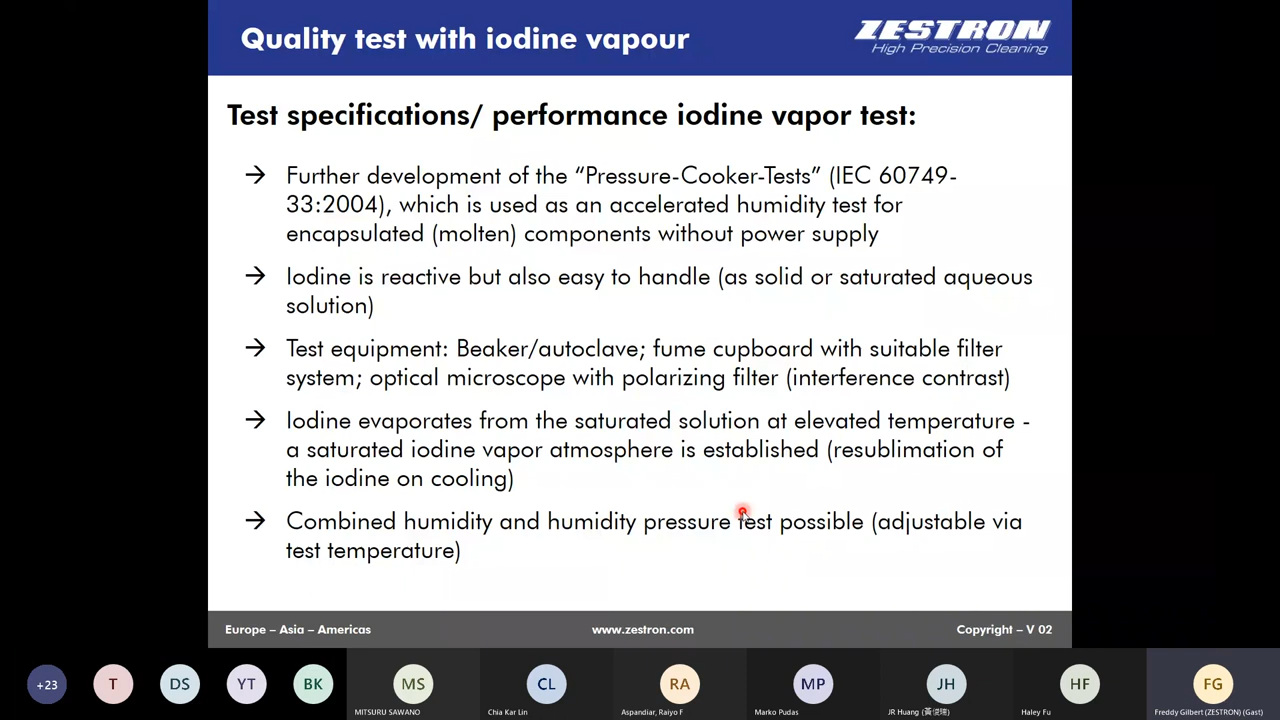 Quality test with iodine vapour
ZESTRON
High Precision Cleaning
Test specifications/ performance iodine vapor test:
→ Further development of the “Pressure-Cooker-Tests” (IEC 60749-
33:2004), which is used as an accelerated humidity test for
encapsulated (molten) components without power supply
→ Iodine is reactive but also easy to handle (as solid or saturated aqueous
solution)
→ Test equipment: Beaker/autoclave; fume cupboard with suitable filter
system; optical microscope with polarizing filter (interference contrast)
→ Iodine evaporates from the saturated solution at elevated temperature -
a saturated iodine vapor atmosphere is established (resublimation of
the iodine on cooling)
→ Combined humidity and humidity pressure test possible (adjustable via
test temperature)
Europe – Asia – Americas www.zestron.com Copyright – V 02
+23 T DS YT BK MS CL RA MP JH HF FG
MITSURU SAWANO Chia Kar Lin Aspandiar, Raiyo F Marko Pudas JR Huang (黃俊陽) Haley Fu Freddy Gilbert (ZESTRON) (Gast)